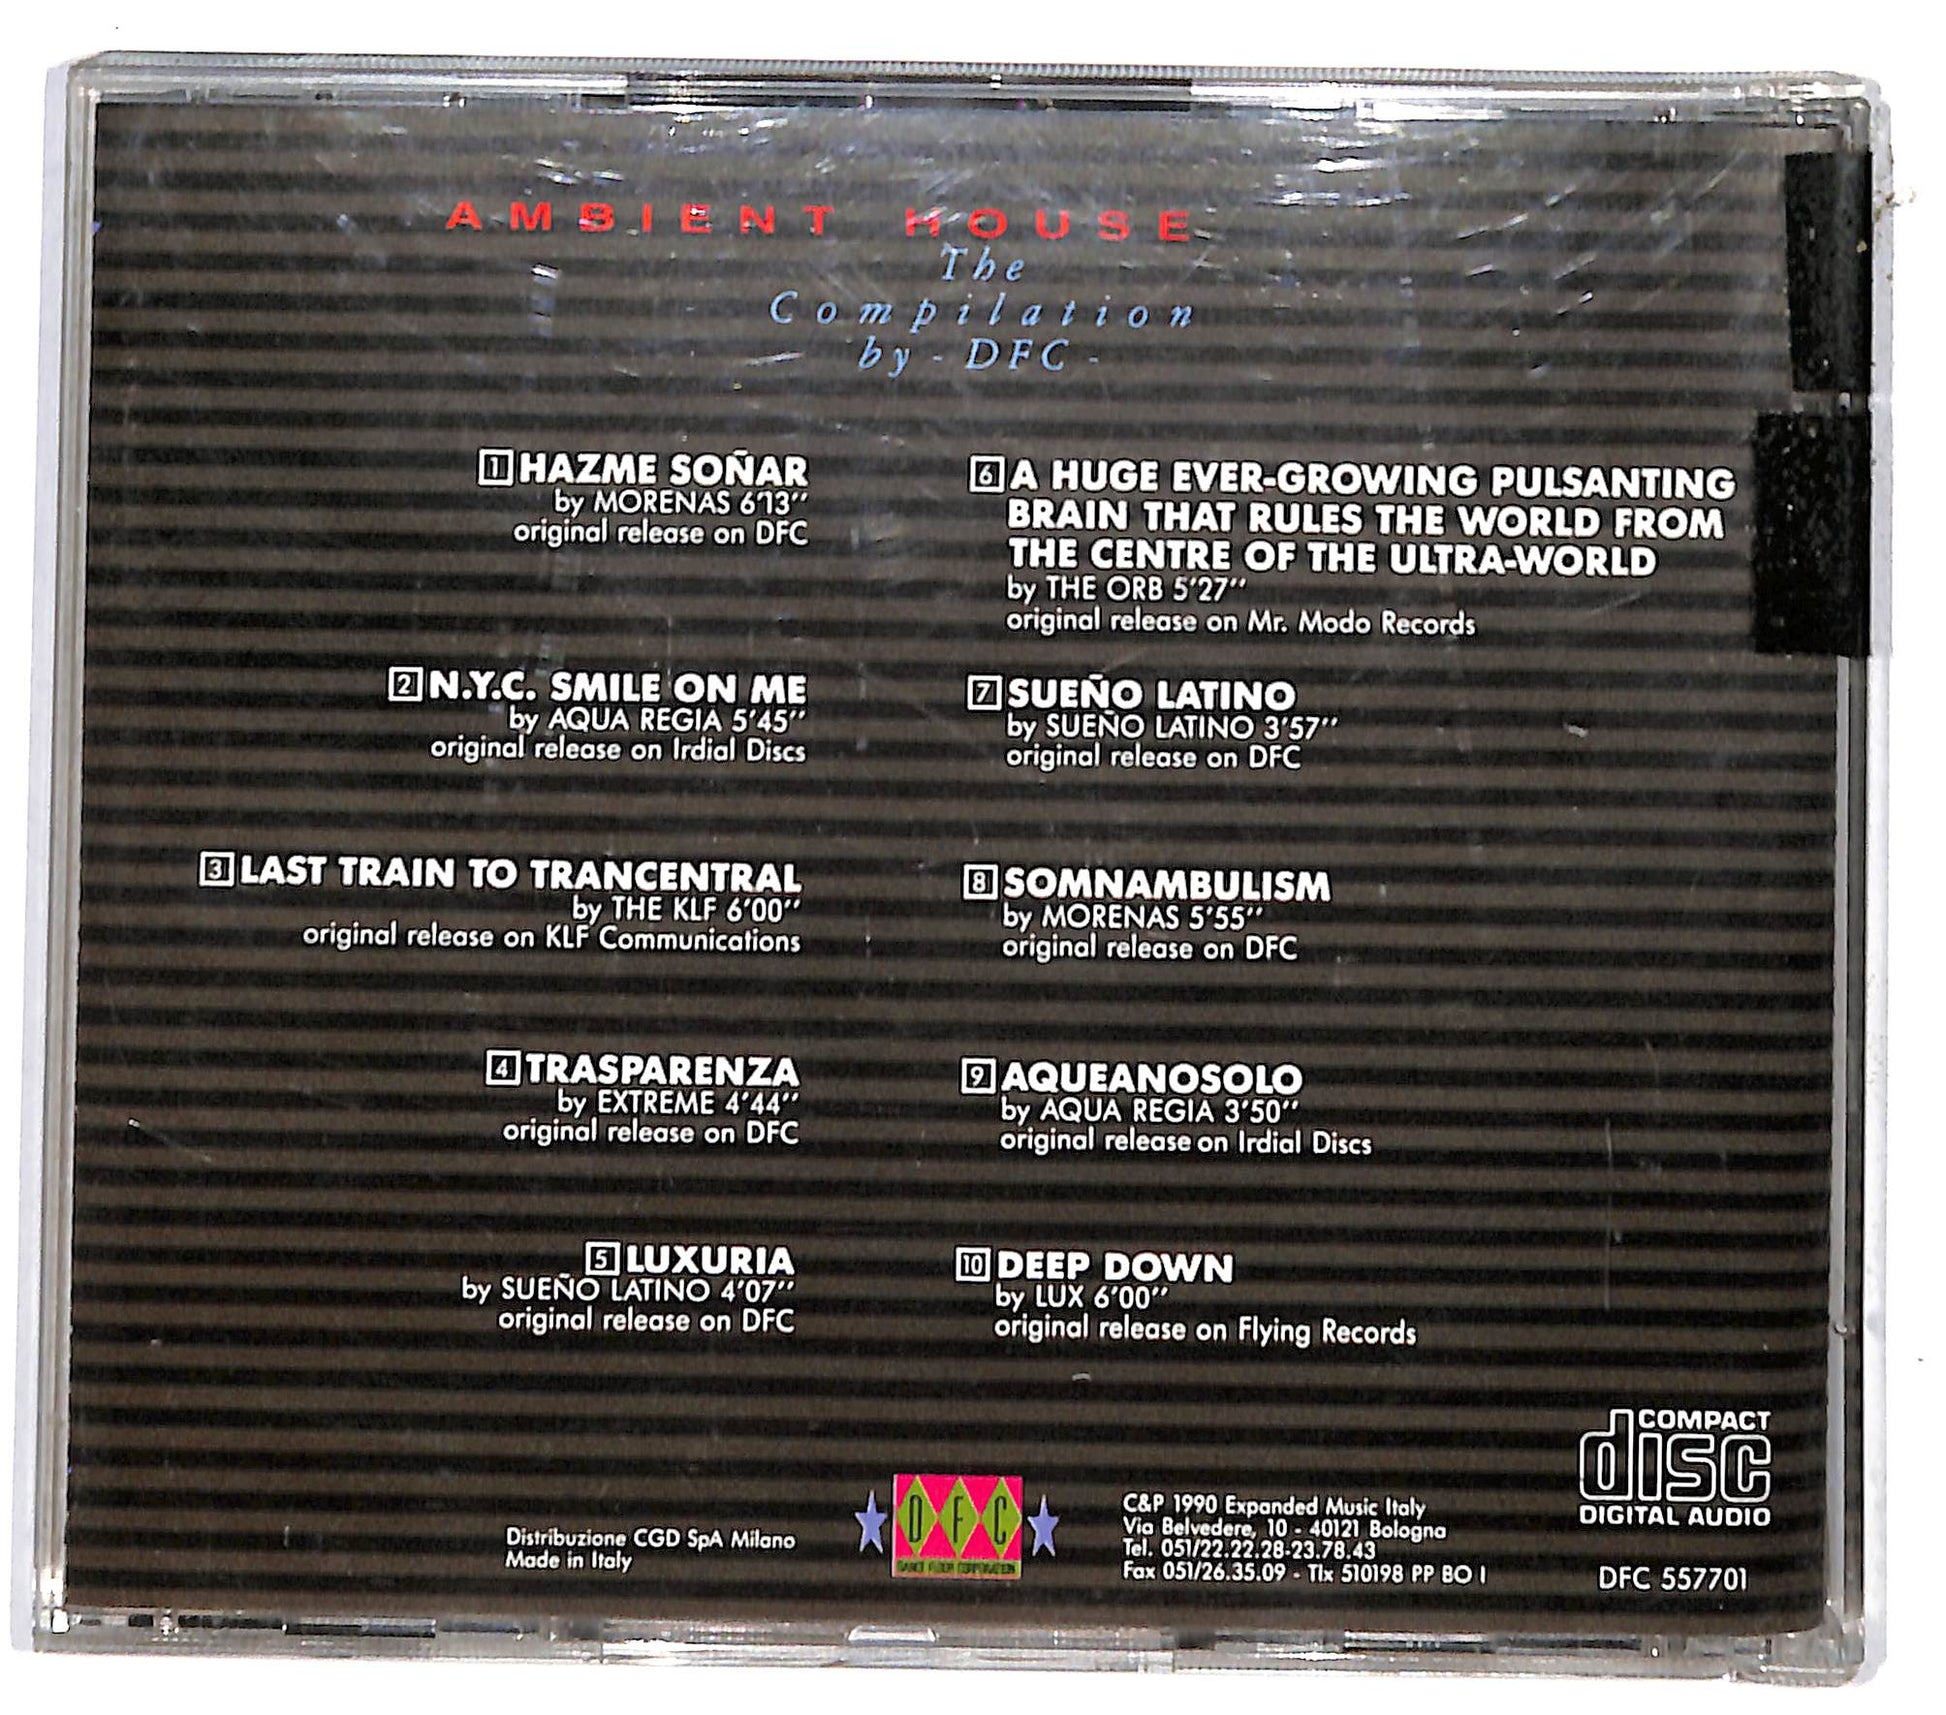 AMBIENT HOUSE
The
Compilation
by - DFC -
1 HAZME SOÑAR
by MORENAS 6'13''
original release on DFC
2 N.Y.C. SMILE ON ME
by AQUA REGIA 5'45''
original release on Irdial Discs
3 LAST TRAIN TO TRANCENTRAL
by THE KLF 6'00''
original release on KLF Communications
4 TRASPARENZA
by EXTREME 4'44''
original release on DFC
5 LUXURIA
by SUEÑO LATINO 4'07''
original release on DFC
6 A HUGE EVER-GROWING PULSANTING
BRAIN THAT RULES THE WORLD FROM
THE CENTRE OF THE ULTRA-WORLD
by THE ORB 5'27''
original release on Mr. Modo Records
7 SUEÑO LATINO
by SUEÑO LATINO 3'57''
original release on DFC
8 SOMNAMBULISM
by MORENAS 5'55''
original release on DFC
9 AQUEANOSOLO
by AQUA REGIA 3'50''
original release on Irdial Discs
10 DEEP DOWN
by LUX 6'00''
original release on Flying Records
Distribuzione CGD SpA Milano
Made in Italy
DFC
DANCE FLOOR CORPORATION
C&P 1990 Expanded Music Italy
Via Belvedere, 10 - 40121 Bologna
Tel. 051/22.22.28-23.78.43
Fax 051/26.35.09 - Tlx 510198 PP BO I
COMPACT
disc
DIGITAL AUDIO
DFC 557701